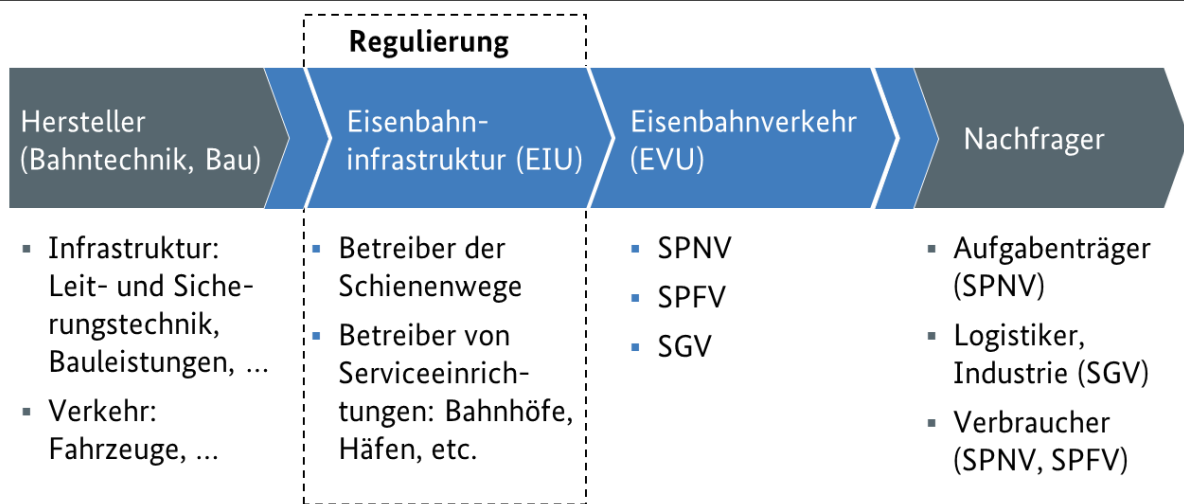 Regulierung
Hersteller
(Bahntechnik, Bau)
Eisenbahn-
infrastruktur (EIU)
Eisenbahnverkehr
(EVU)
Nachfrager
▪ Infrastruktur:
Leit- und Siche-
rungstechnik,
Bauleistungen, ...
▪ Verkehr:
Fahrzeuge, ...
▪ Betreiber der
Schienenwege
▪ Betreiber von
Serviceeinrich-
tungen: Bahnhöfe,
Häfen, etc.
▪ SPNV
▪ SPFV
▪ SGV
▪ Aufgabenträger
(SPNV)
▪ Logistiker,
Industrie (SGV)
▪ Verbraucher
(SPNV, SPFV)